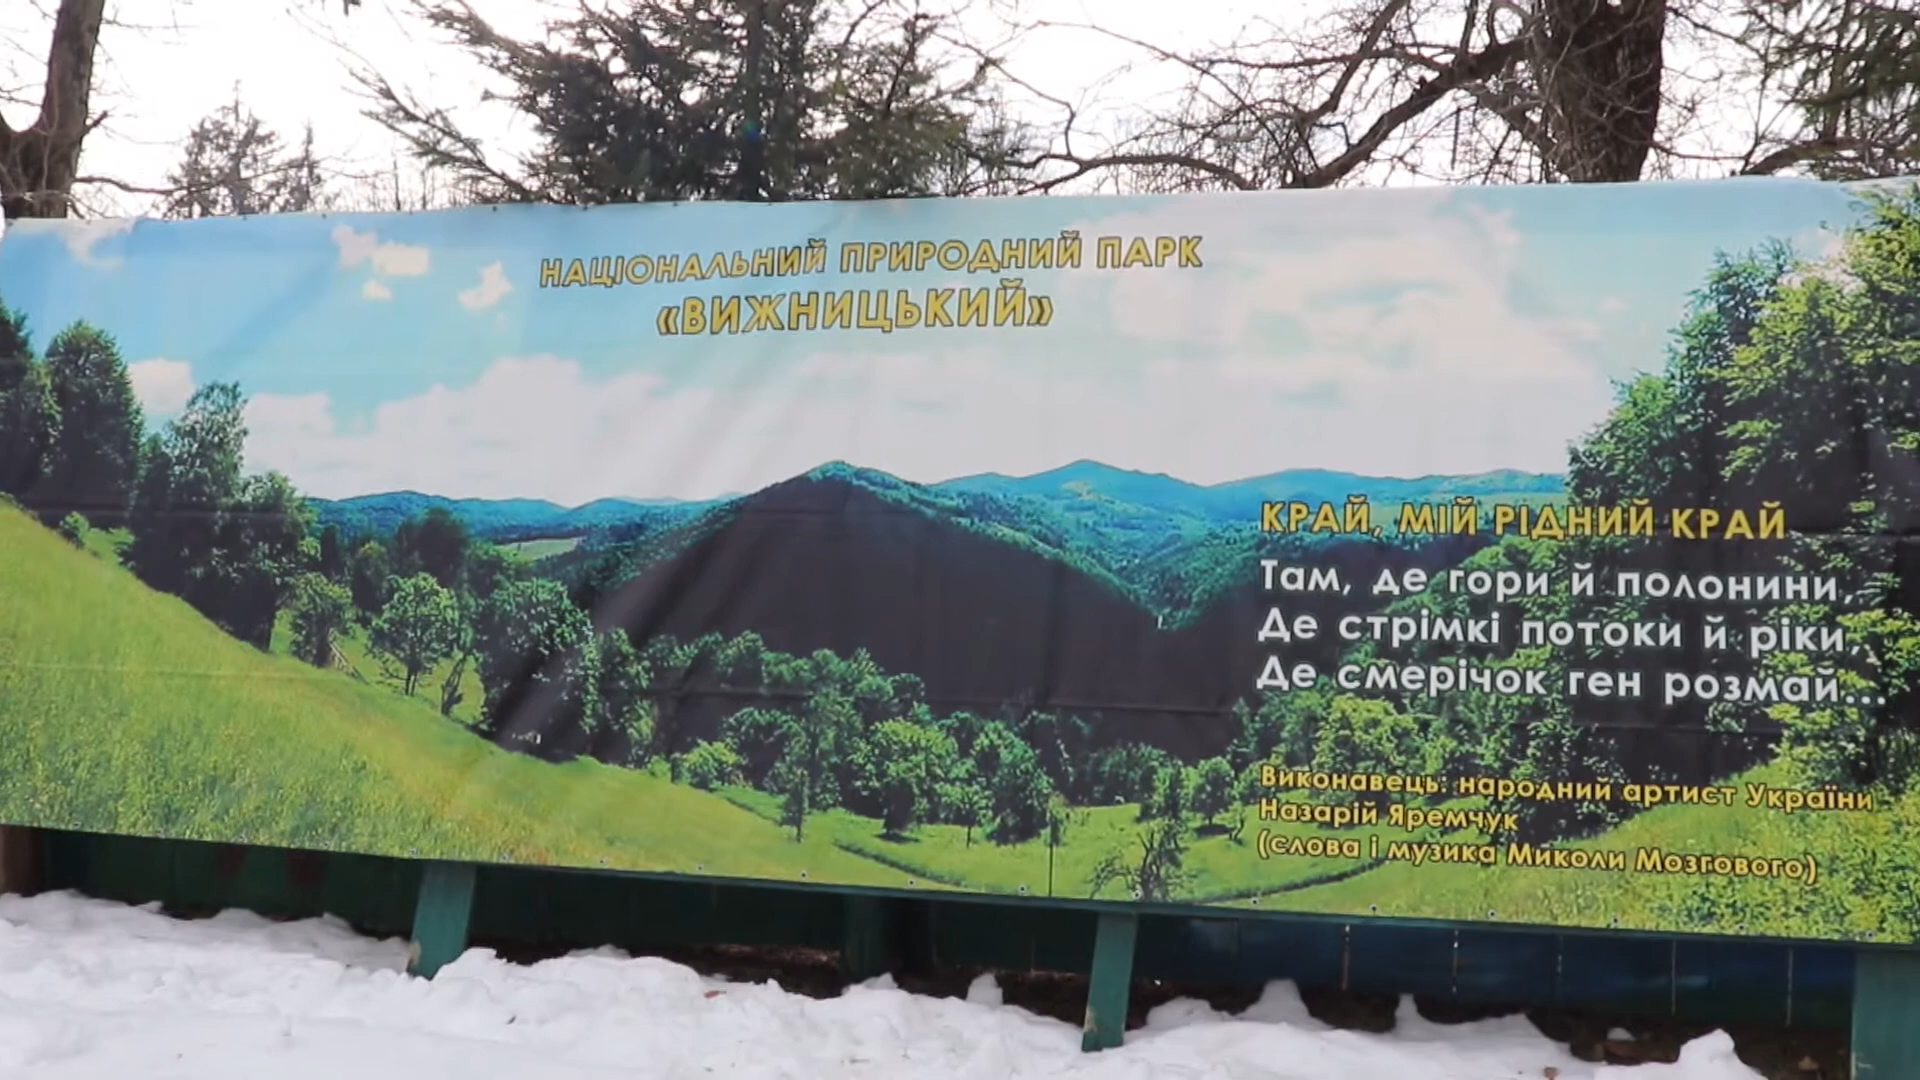 НАЦІОНАЛЬНИЙ ПРИРОДНИЙ ПАРК
«ВИЖНИЦЬКИЙ»
КРАЙ, МІЙ РІДНИЙ КРАЙ
Там, де гори й полонини,
Де стрімкі потоки й ріки,
Де смерічок ген розмай...
Виконавець: народний артист України
Назарій Яремчук
(слова і музика Миколи Мозгового)